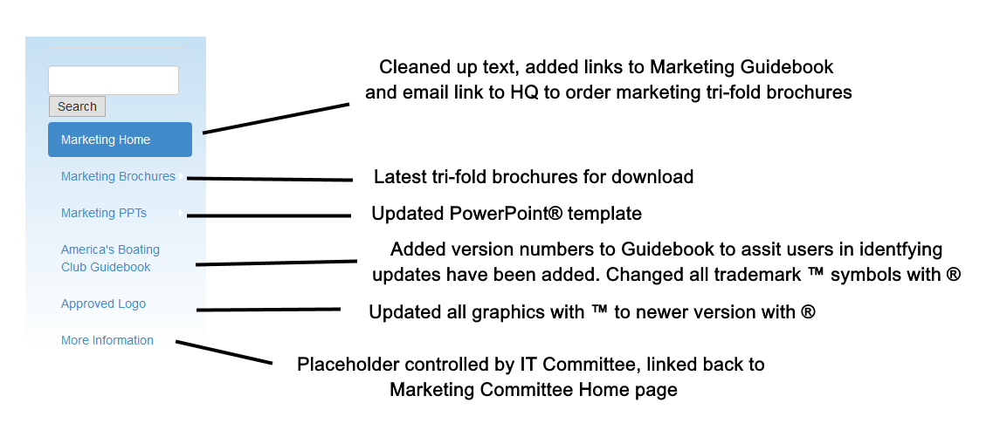 Cleaned up text, added links to Marketing Guidebook
and email link to HQ to order marketing tri-fold brochures
Search
Marketing Home
Marketing Brochures
Latest tri-fold brochures for download
Marketing PPTs
Updated PowerPoint® template
America's Boating
Club Guidebook
Added version numbers to Guidebook to assit users in identfying
updates have been added. Changed all trademark ™ symbols with ®
Approved Logo
Updated all graphics with ™ to newer version with ®
More Information
Placeholder controlled by IT Committee, linked back to
Marketing Committee Home page